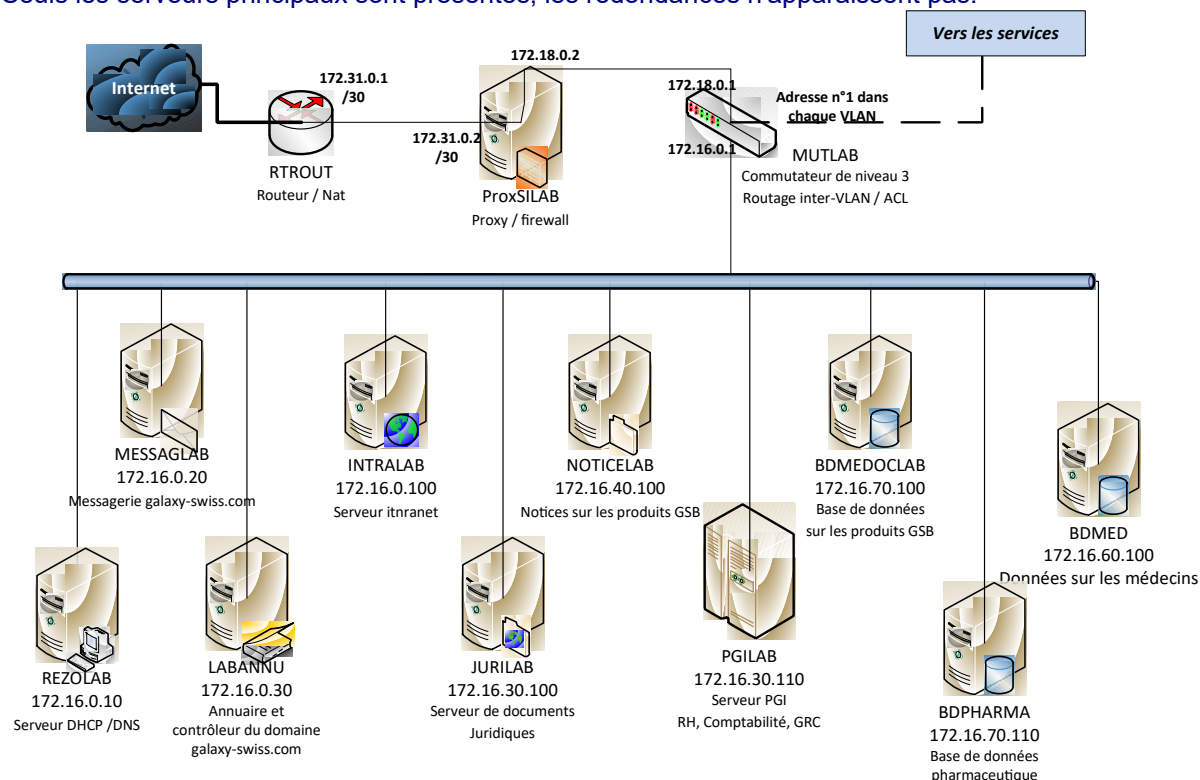 Seuls les serveurs principaux sont présentés, les redondances n'apparaissent pas.
Vers les services
172.18.0.2
Internet
172.31.0.1
/30
172.18.0.1
Adresse n°1 dans
chaque VLAN
172.31.0.2
/30
172.16.0.1
RTROUT
Routeur / Nat
ProxSILAB
Proxy / firewall
MUTLAB
Commutateur de niveau 3
Routage inter-VLAN / ACL
MESSAGLAB
172.16.0.20
Messagerie galaxy-swiss.com
INTRALAB
172.16.0.100
Serveur itnranet
NOTICELAB
172.16.40.100
Notices sur les produits GSB
BDMEDOCLAB
172.16.70.100
Base de données
sur les produits GSB
BDMED
172.16.60.100
Données sur les médecins
REZOLAB
172.16.0.10
Serveur DHCP /DNS
LABANNU
172.16.0.30
Annuaire et
contrôleur du domaine
galaxy-swiss.com
JURILAB
172.16.30.100
Serveur de documents
Juridiques
PGILAB
172.16.30.110
Serveur PGI
RH, Comptabilité, GRC
BDPHARMA
172.16.70.110
Base de données
pharmaceutique